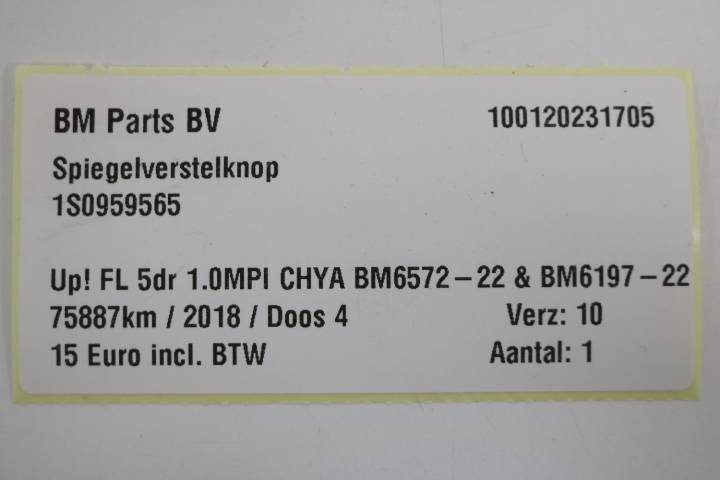 BM Parts BV 100120231705
Spiegelverstelknop
1S0959565
Up! FL 5dr 1.0MPI CHYA BM6572-22 & BM6197-22
75887km / 2018 / Doos 4 Verz: 10
15 Euro incl. BTW Aantal: 1